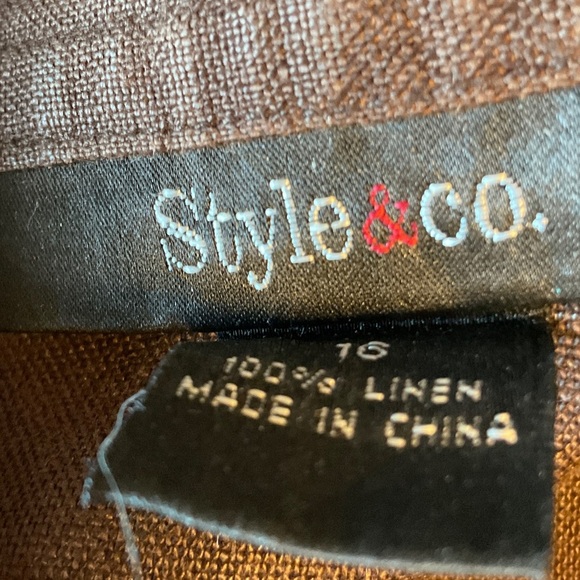 Style&co.
16
100% LINEN
MADE IN CHINA